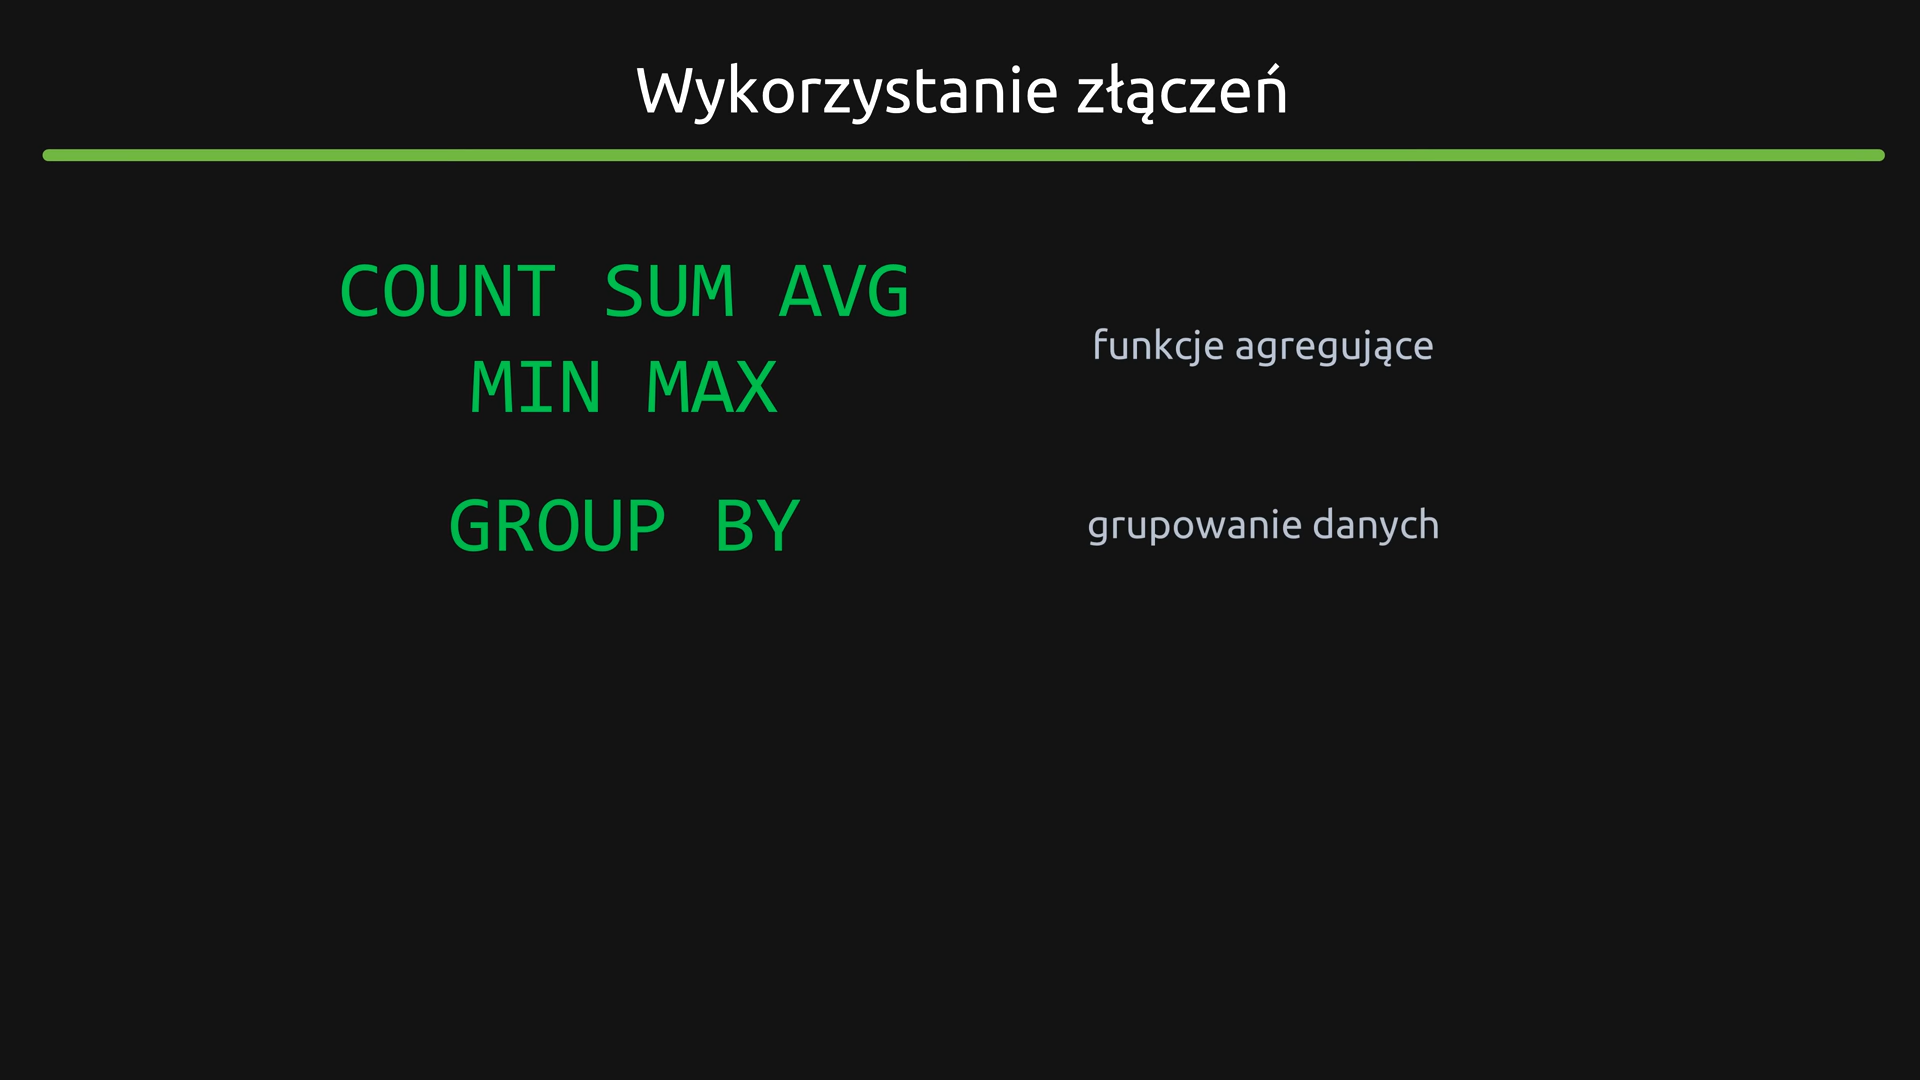 Wykorzystanie złączeń
COUNT SUM AVG
MIN MAX
funkcje agregujące
GROUP BY
grupowanie danych